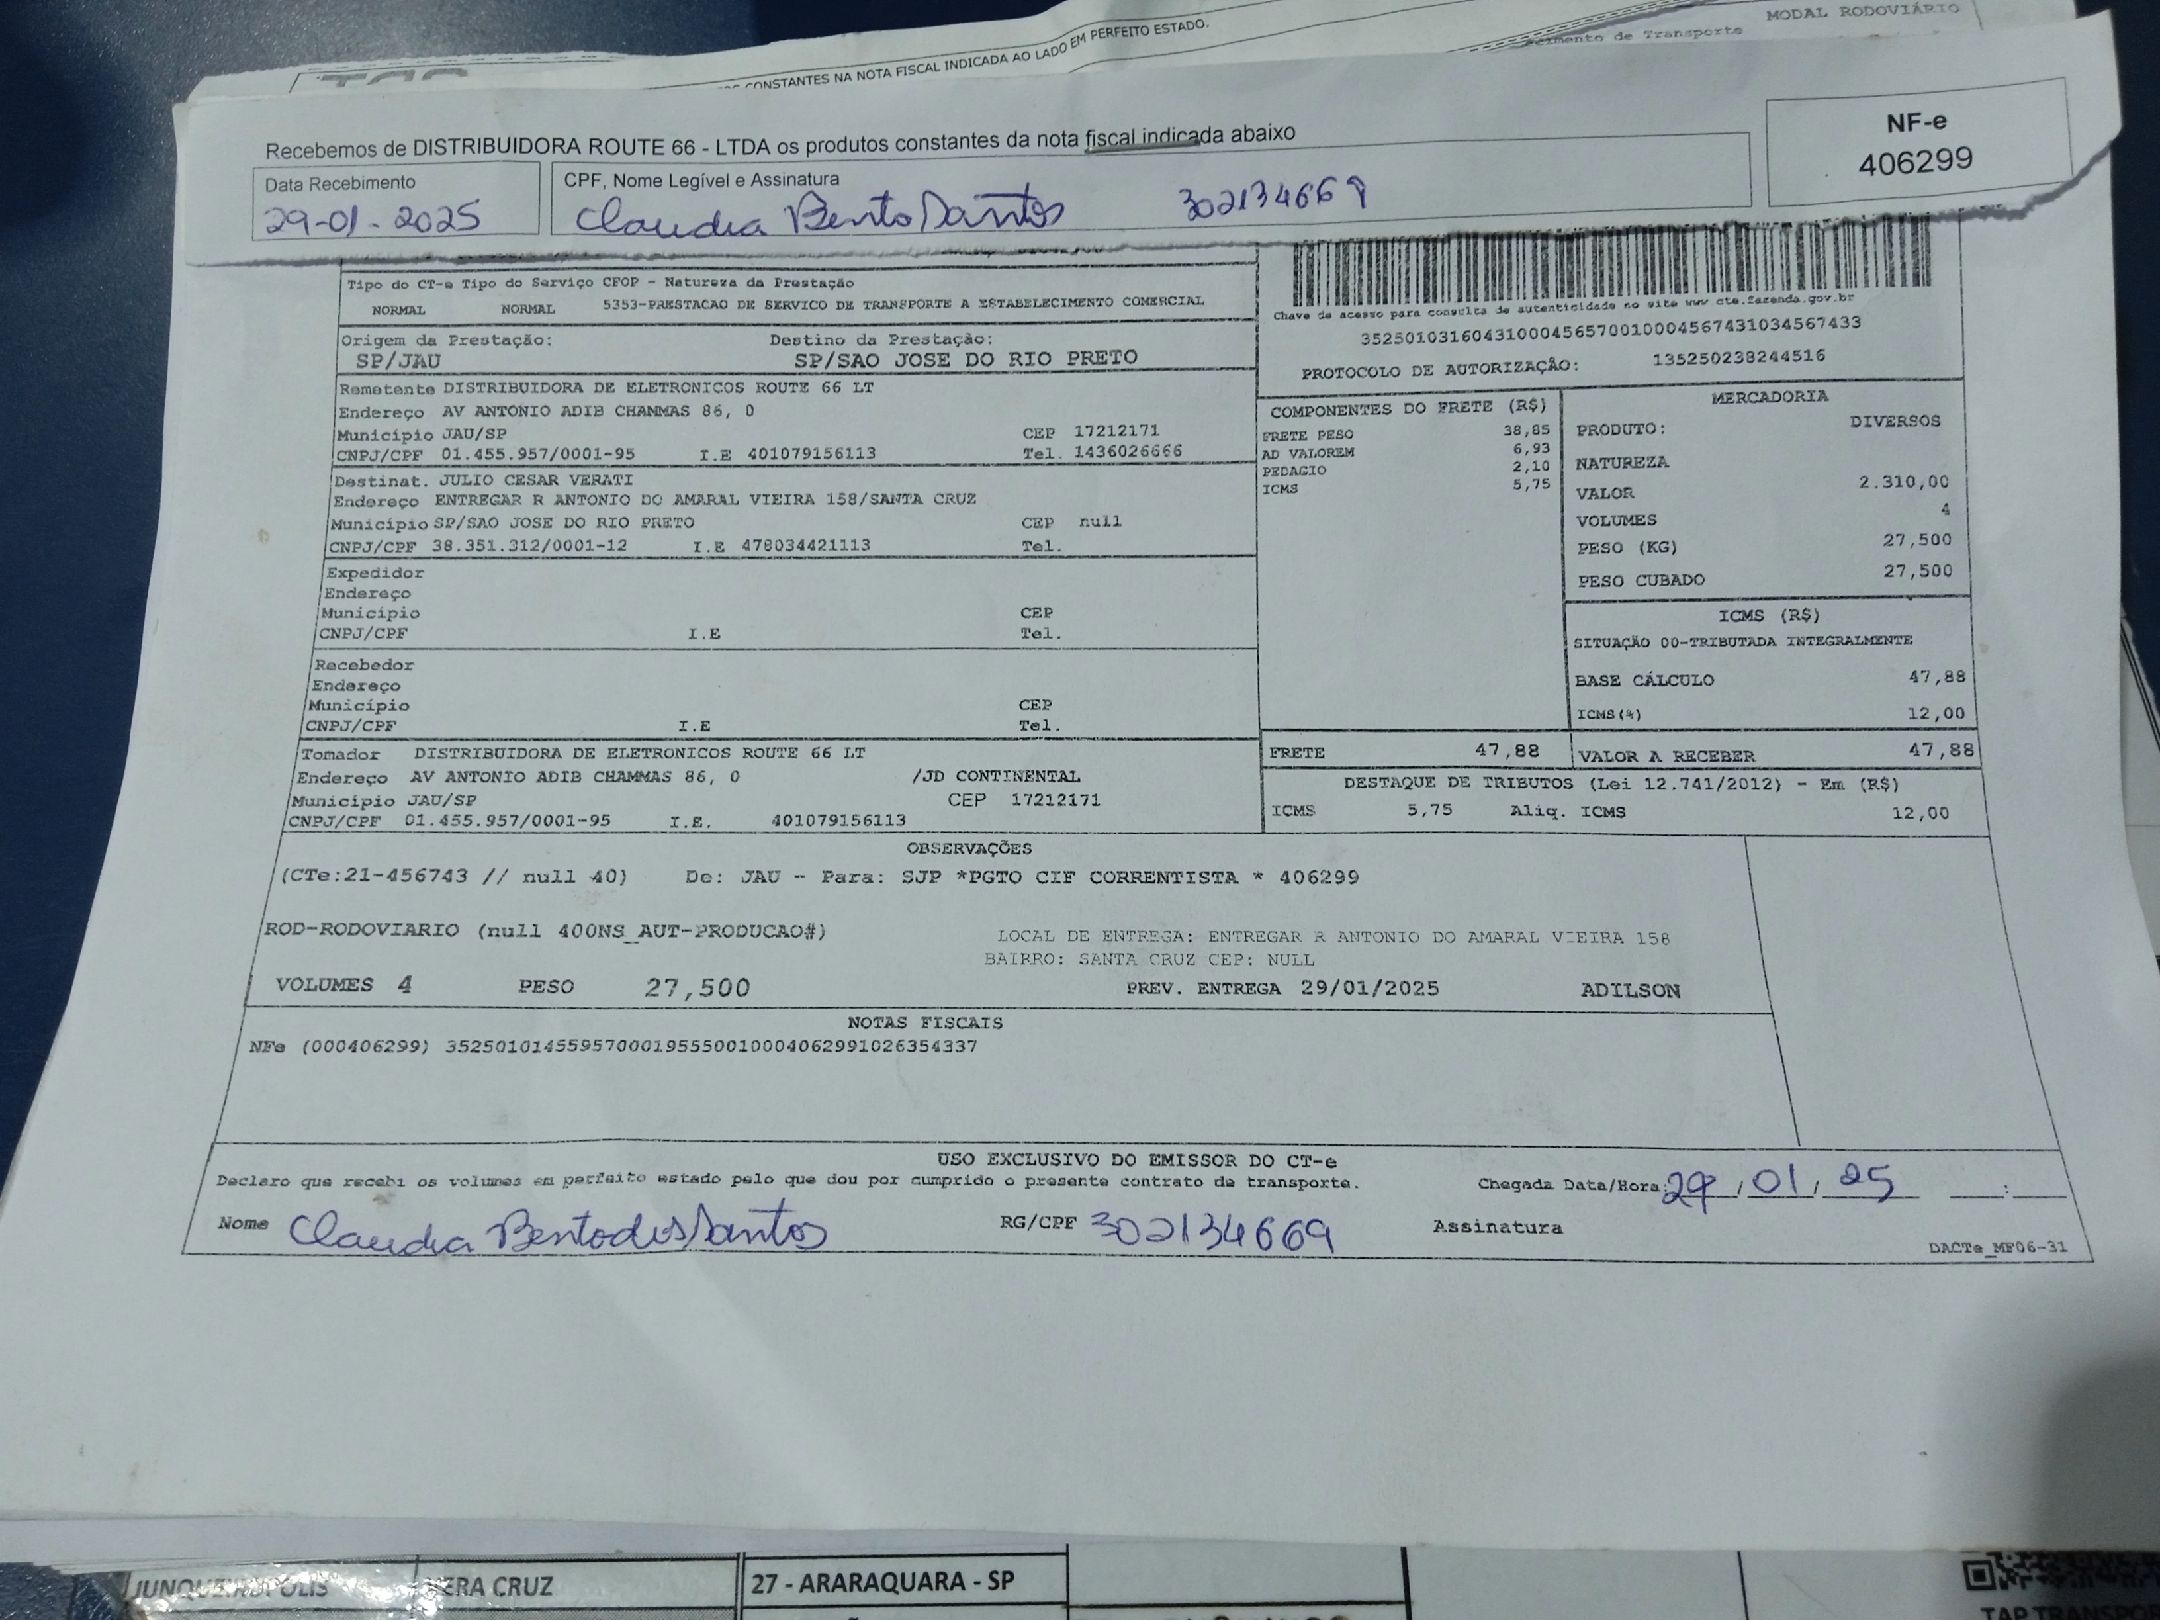 MODAL RODOVIÁRIO
de Transporte
CONSTANTES NA NOTA FISCAL INDICADA AO LADO EM PERFEITO ESTADO.
Recebemos de DISTRIBUIDORA ROUTE 66 - LTDA os produtos constantes da nota fiscal indicada abaixo
NF-e
406299
Data Recebimento
CPF, Nome Legível e Assinatura
29-01-2025
Claudia Bento Santos 302134669
Tipo do CT-e Tipo do Serviço CFOP - Natureza da Prestação
NORMAL NORMAL 5353-PRESTACAO DE SERVICO DE TRANSPORTE A ESTABELECIMENTO COMERCIAL
Chave de acesso para consulta de autenticidade no site www cte.fazenda.gov.br
35250103160431000456570010004567431034567433
PROTOCOLO DE AUTORIZAÇÃO: 135250238244516
Origem da Prestação: Destino da Prestação:
SP/JAU SP/SAO JOSE DO RIO PRETO
Remetente DISTRIBUIDORA DE ELETRONICOS ROUTE 66 LT
Endereço AV ANTONIO ADIB CHAMMAS 86, 0
Município JAU/SP CEP 17212171
CNPJ/CPF 01.455.957/0001-95 I.E 401079156113 Tel. 1436026666
Destinat. JULIO CESAR VERATI
Endereço ENTREGAR R ANTONIO DO AMARAL VIEIRA 158/SANTA CRUZ
Município SP/SAO JOSE DO RIO PRETO CEP null
CNPJ/CPF 38.351.312/0001-12 I.E 478034421113 Tel.
Expedidor
Endereço
Município CEP
CNPJ/CPF I.E Tel.
Recebedor
Endereço
Município CEP
CNPJ/CPF I.E Tel.
Tomador DISTRIBUIDORA DE ELETRONICOS ROUTE 66 LT
Endereço AV ANTONIO ADIB CHAMMAS 86, 0 /JD CONTINENTAL
Município JAU/SP CEP 17212171
CNPJ/CPF 01.455.957/0001-95 I.E. 401079156113
COMPONENTES DO FRETE (R$)
FRETE PESO 38,85
AD VALOREM 6,93
PEDAGIO 2,10
ICMS 5,75
MERCADORIA
PRODUTO: DIVERSOS
NATUREZA
VALOR 2.310,00
VOLUMES 4
PESO (KG) 27,500
PESO CUBADO 27,500
ICMS (R$)
SITUAÇÃO 00-TRIBUTADA INTEGRALMENTE
BASE CÁLCULO 47,88
ICMS(%) 12,00
FRETE 47,88 VALOR A RECEBER 47,88
DESTAQUE DE TRIBUTOS (Lei 12.741/2012) - Em (R$)
ICMS 5,75 Aliq. ICMS 12,00
OBSERVAÇÕES
(CTe:21-456743 // null 40) De: JAU - Para: SJP *PGTO CIF CORRENTISTA * 406299
ROD-RODOVIARIO (null 400NS_AUT-PRODUCAO#)
LOCAL DE ENTREGA: ENTREGAR R ANTONIO DO AMARAL VIEIRA 158
BAIRRO: SANTA CRUZ CEP: NULL
VOLUMES 4 PESO 27,500 PREV. ENTREGA 29/01/2025 ADILSON
NOTAS FISCAIS
NFe (000406299) 35250101455957000195550010004062991026354337
USO EXCLUSIVO DO EMISSOR DO CT-e
Declaro que recebi os volumes em perfeito estado pelo que dou por cumprido o presente contrato de transporte.
Chegada Data/Hora: 29/01/25 :
Nome Claudia Bento dos Santos RG/CPF 302134669 Assinatura
DACTe_MF06-31
JUNQUEIRÓPOLIS VERA CRUZ 27 - ARARAQUARA - SP